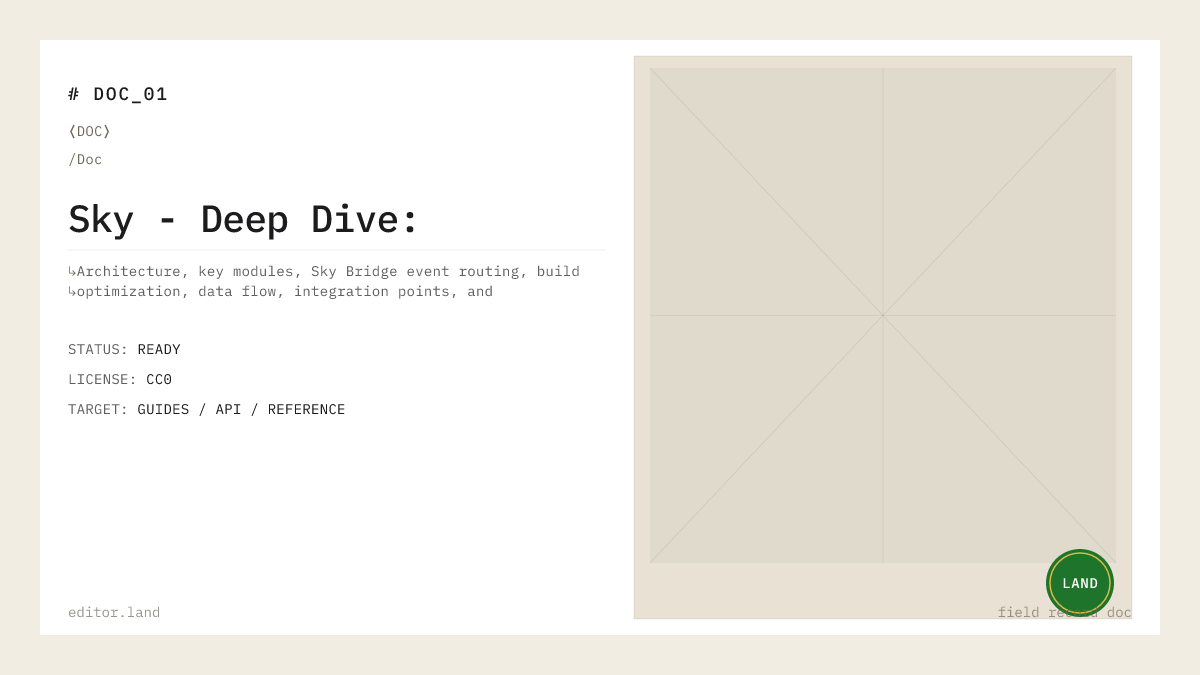 # DOC_01
⟨DOC⟩
/Doc
Sky - Deep Dive:
↳Architecture, key modules, Sky Bridge event routing, build
↳optimization, data flow, integration points, and
STATUS: READY
LICENSE: CC0
TARGET: GUIDES / API / REFERENCE
LAND
editor.land
field record doc